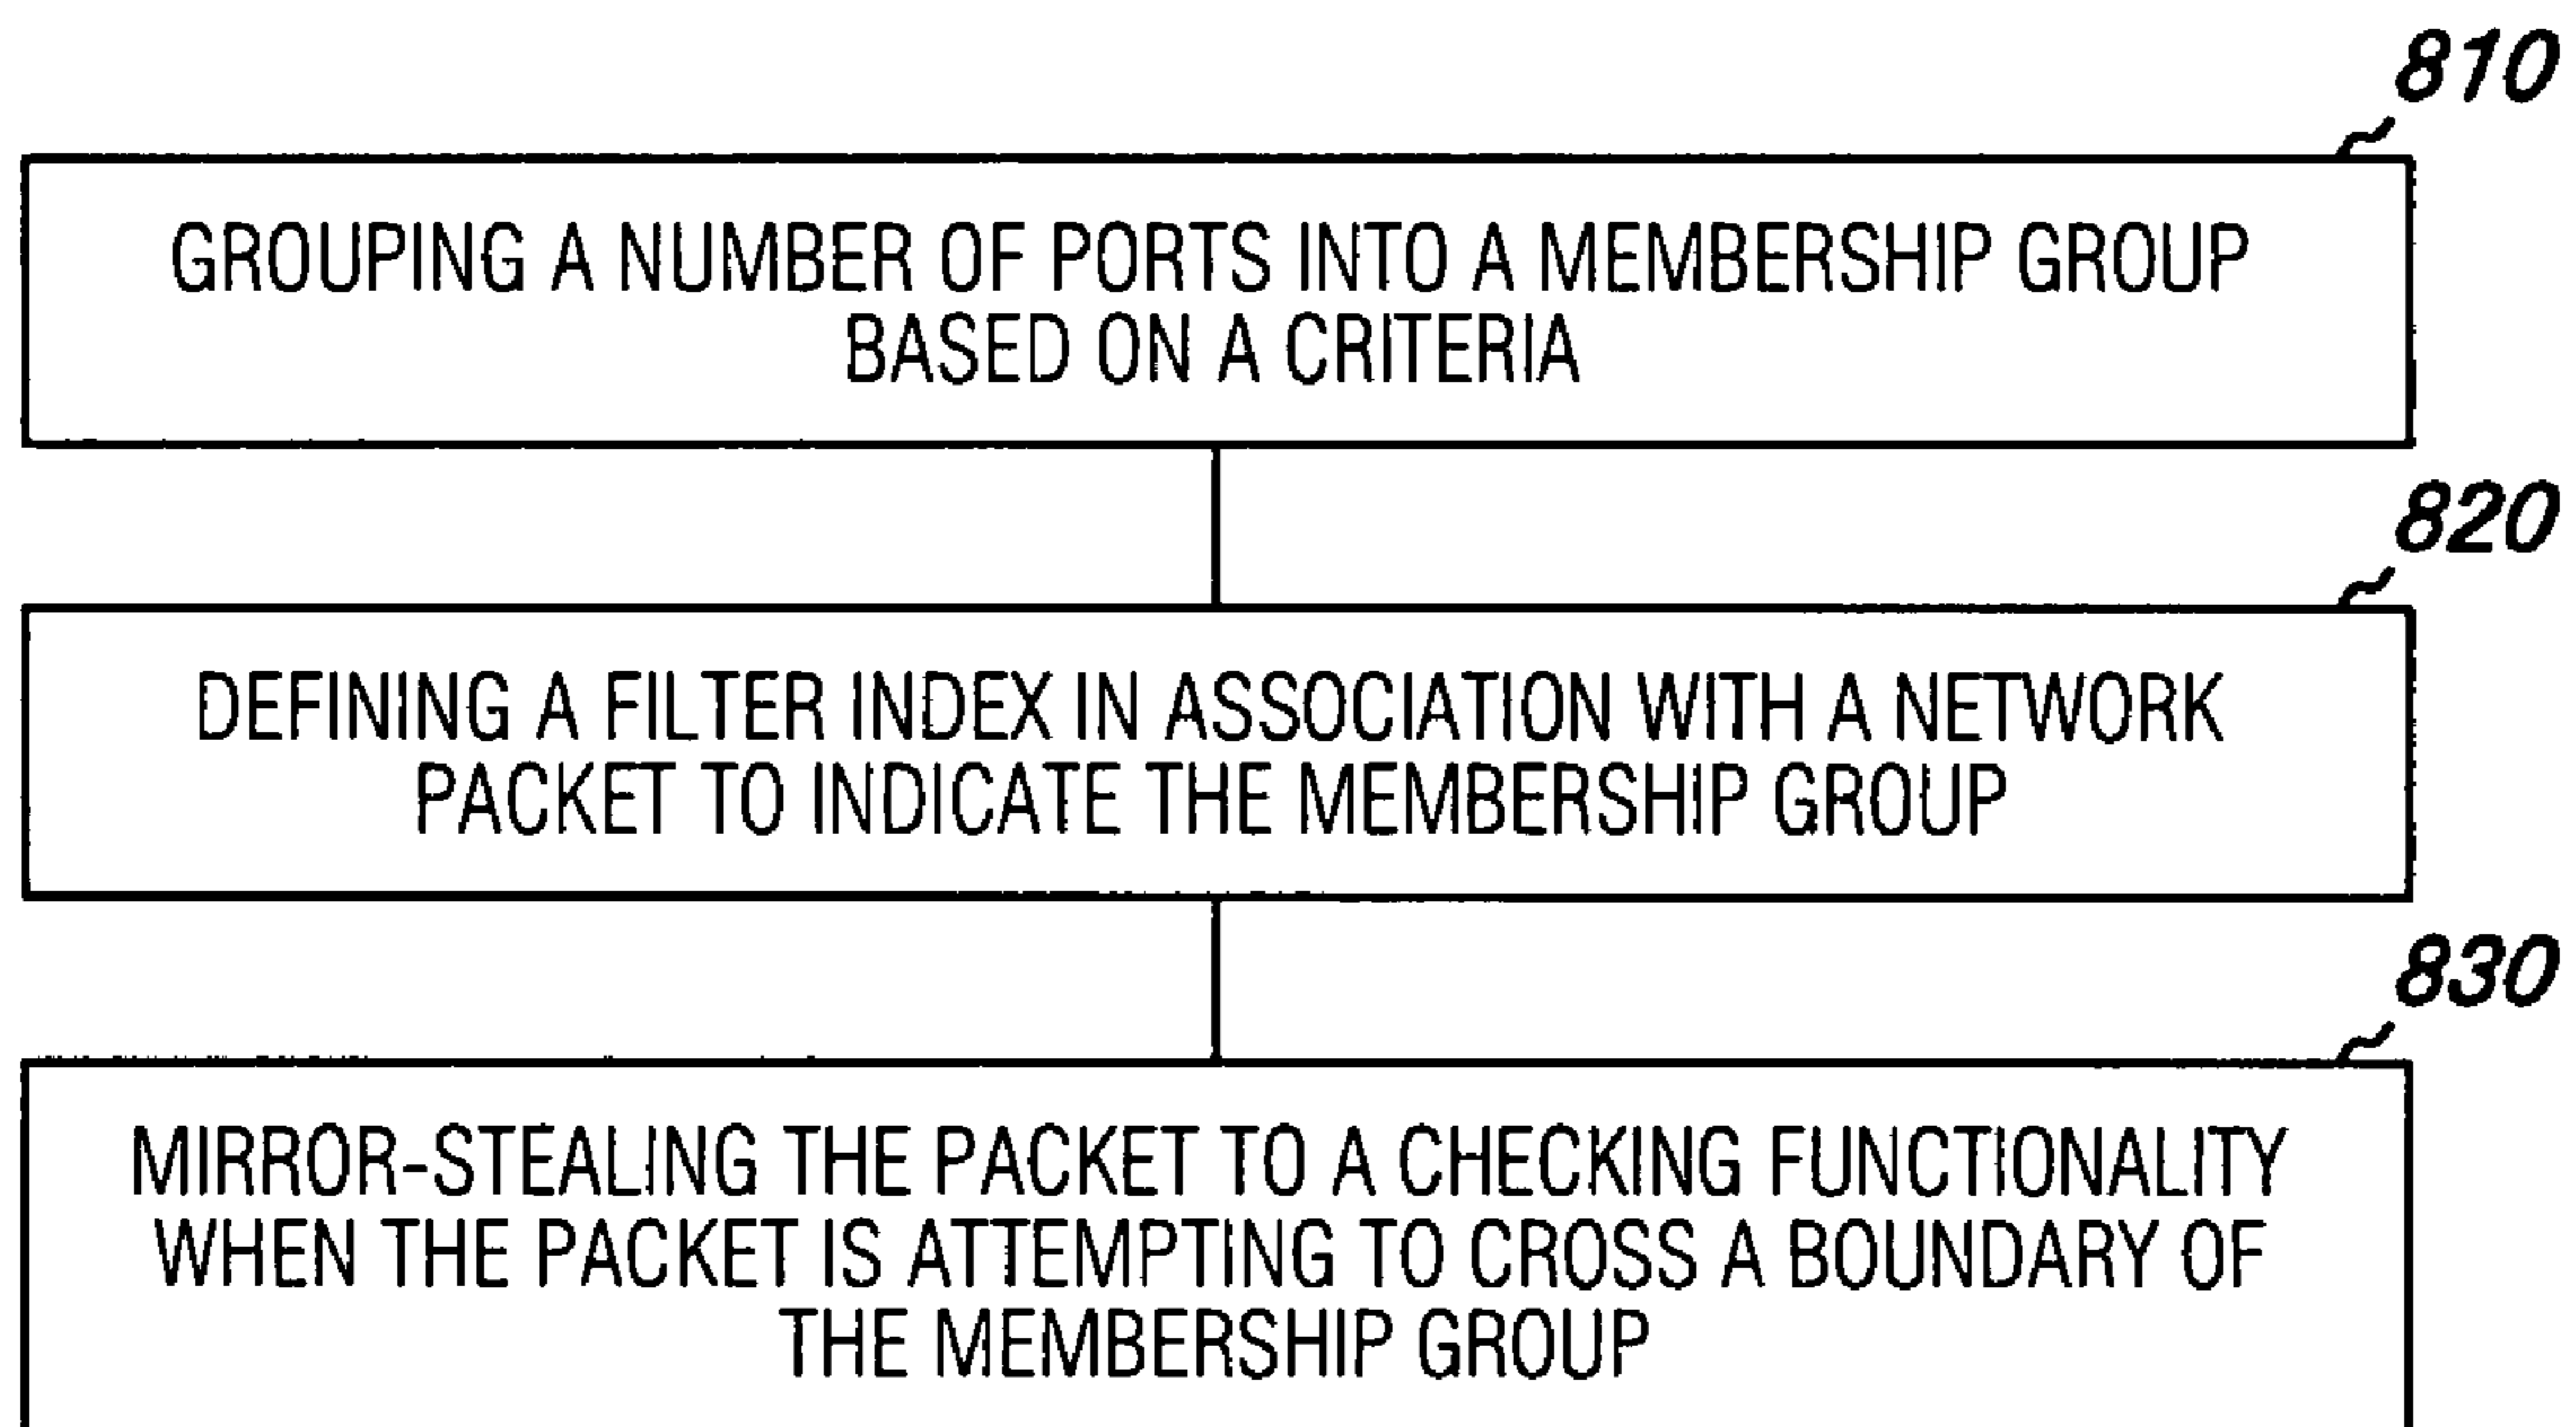 810
GROUPING A NUMBER OF PORTS INTO A MEMBERSHIP GROUP
BASED ON A CRITERIA
820
DEFINING A FILTER INDEX IN ASSOCIATION WITH A NETWORK
PACKET TO INDICATE THE MEMBERSHIP GROUP
830
MIRROR-STEALING THE PACKET TO A CHECKING FUNCTIONALITY
WHEN THE PACKET IS ATTEMPTING TO CROSS A BOUNDARY OF
THE MEMBERSHIP GROUP